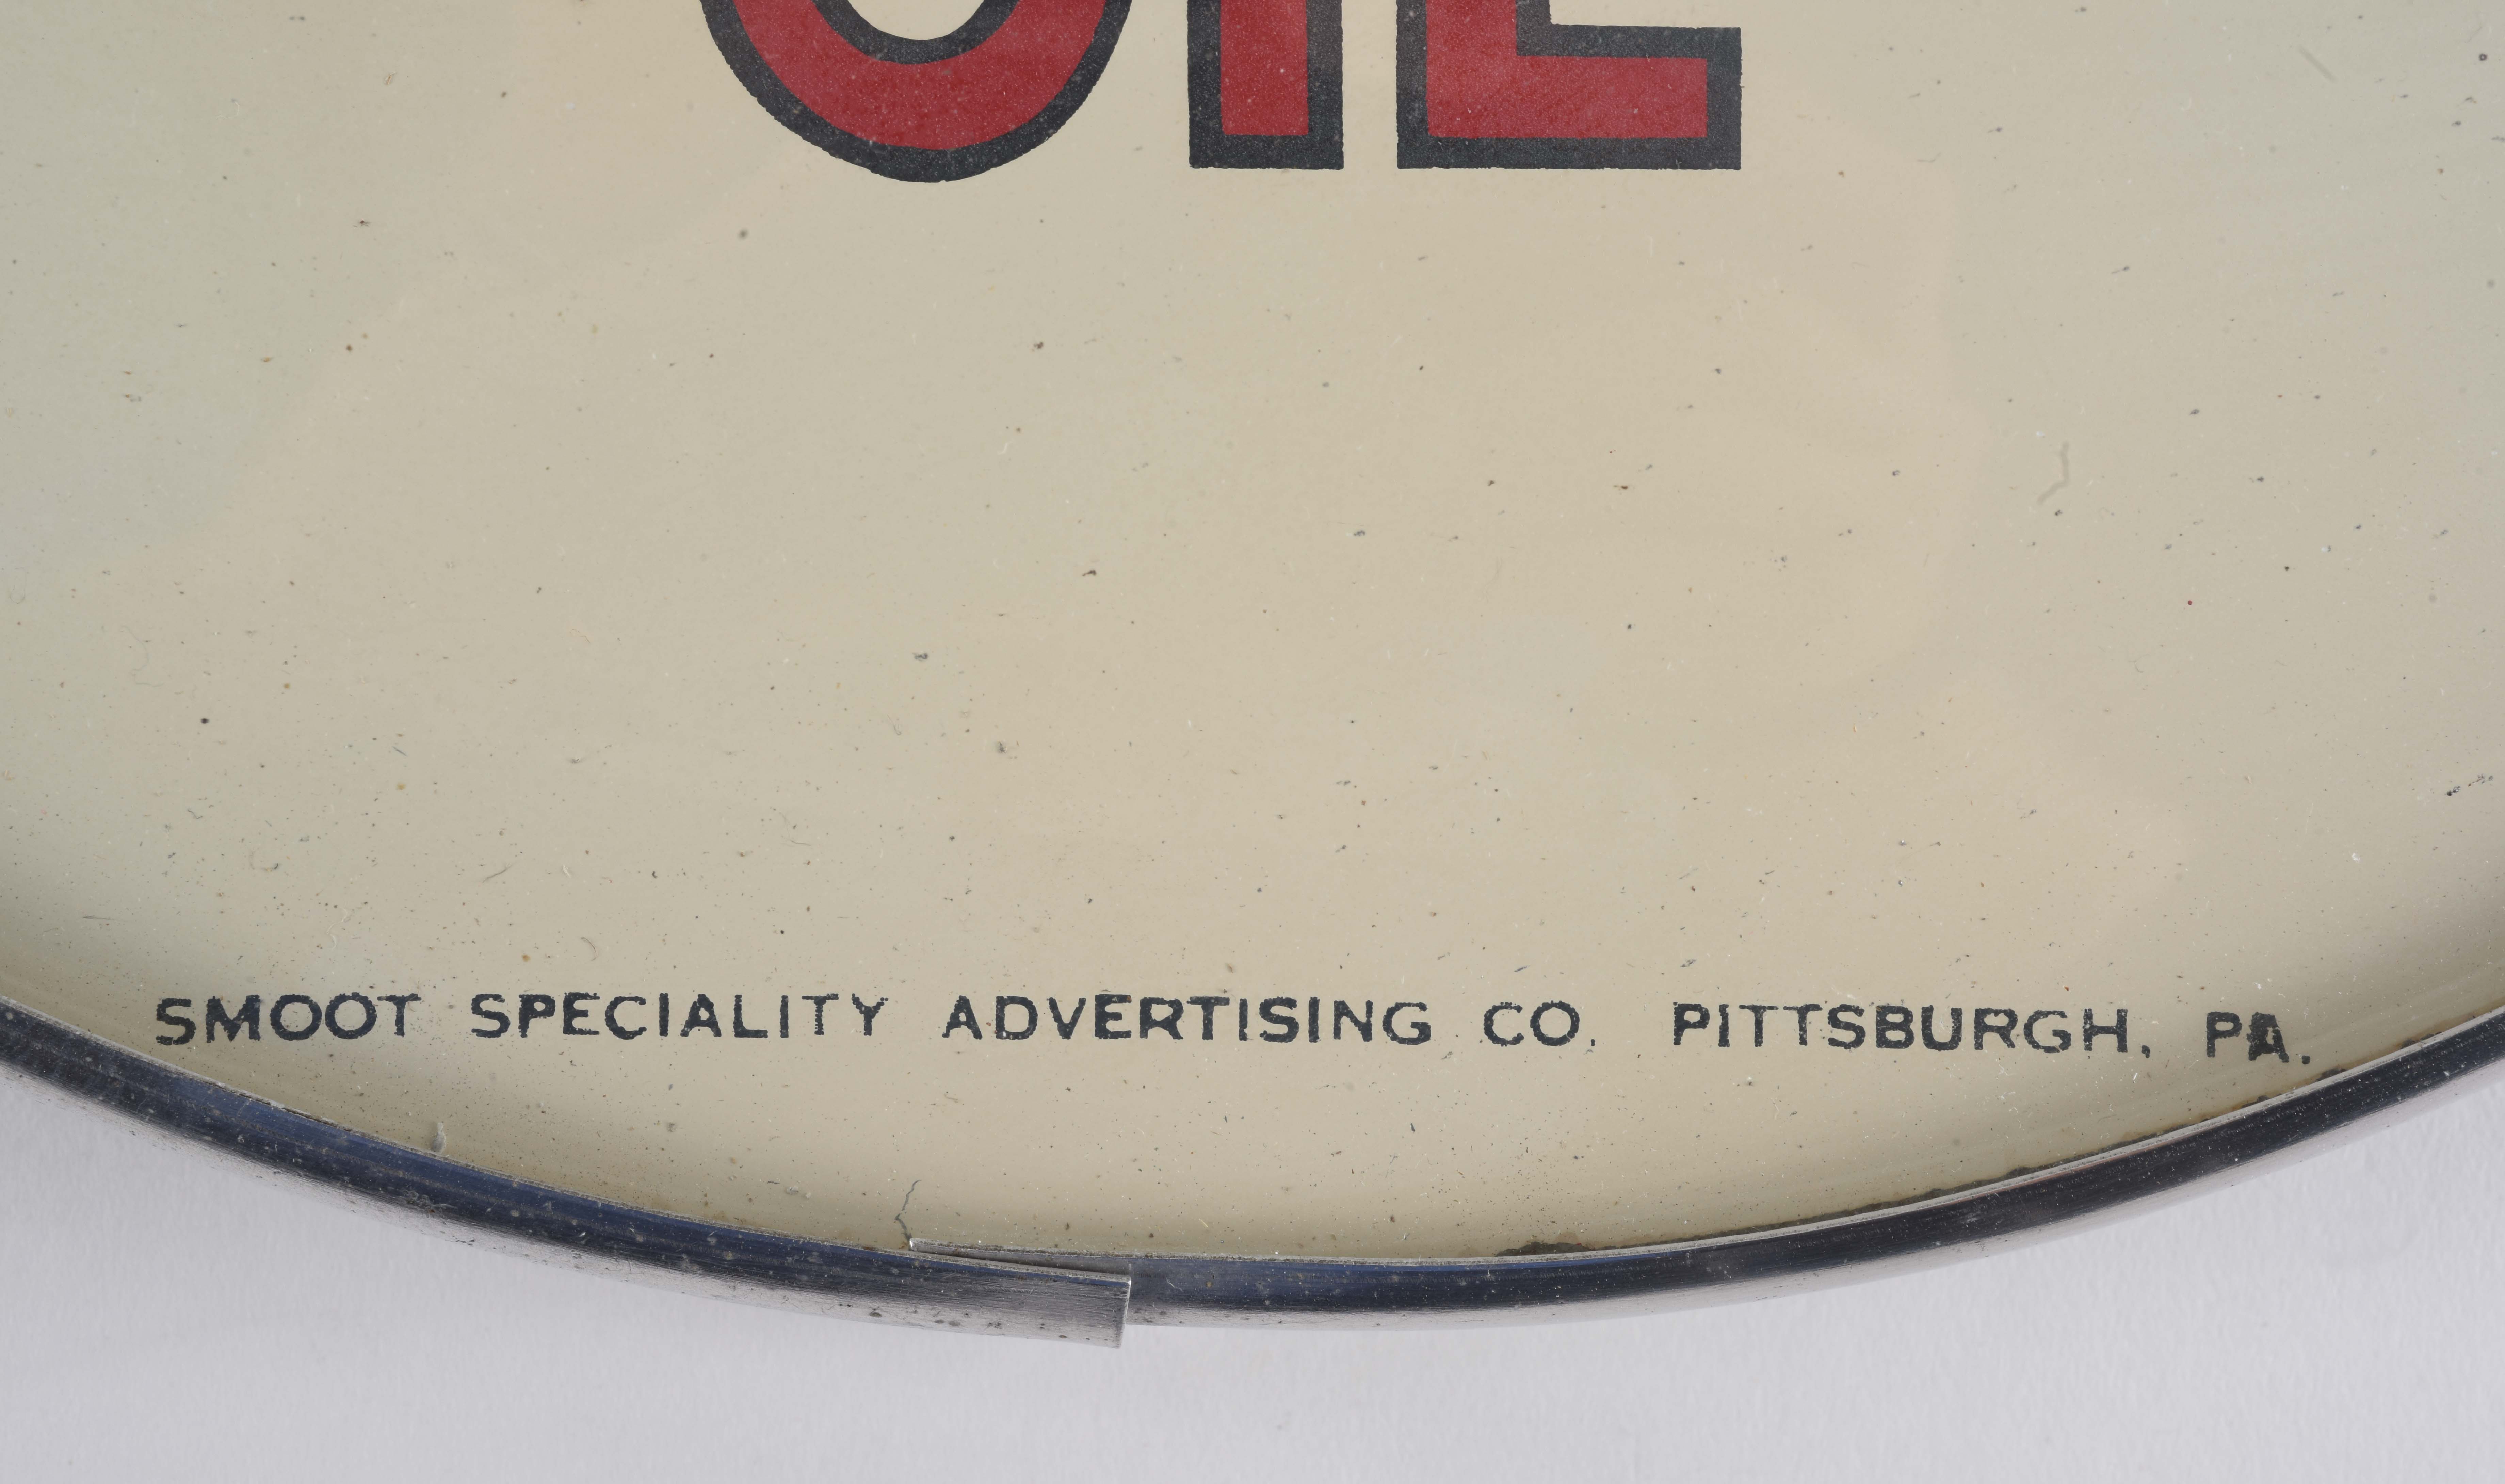 OIL
SMOOT SPECIALITY ADVERTISING CO. PITTSBURGH, PA.